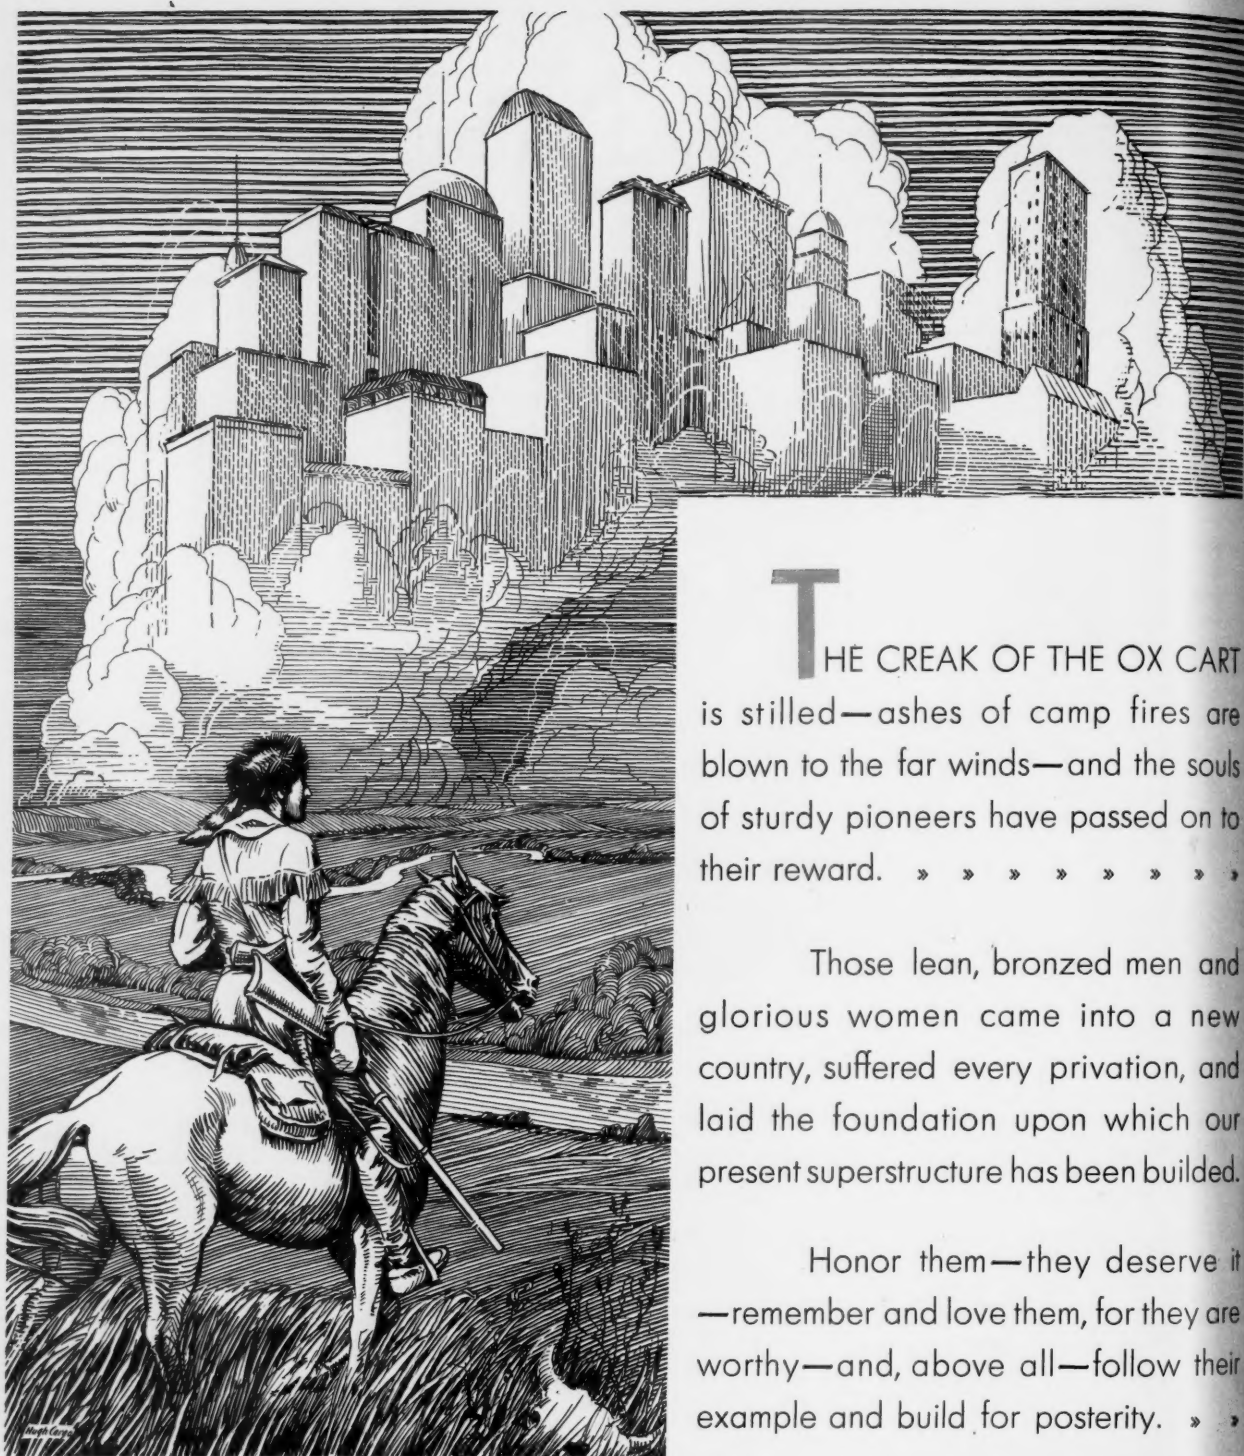 THE CREAK OF THE OX CART
is stilled—ashes of camp fires are
blown to the far winds—and the souls
of sturdy pioneers have passed on to
their reward. » » » » » » » »
Those lean, bronzed men and
glorious women came into a new
country, suffered every privation, and
laid the foundation upon which our
present superstructure has been builded.
Honor them—they deserve it
—remember and love them, for they are
worthy—and, above all—follow their
example and build for posterity. » »